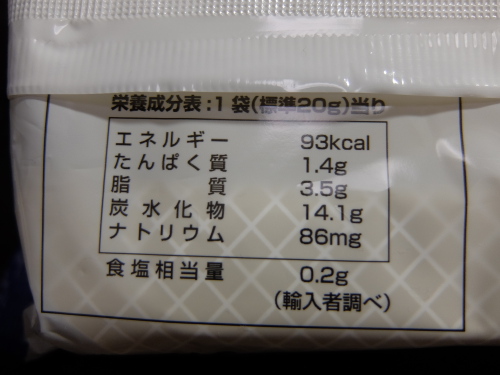 栄養成分表:1袋(標準20g)当り
エネルギー 93kcal
たんぱく質 1.4g
脂質 3.5g
炭水化物 14.1g
ナトリウム 86mg
食塩相当量 0.2g
(輸入者調べ)